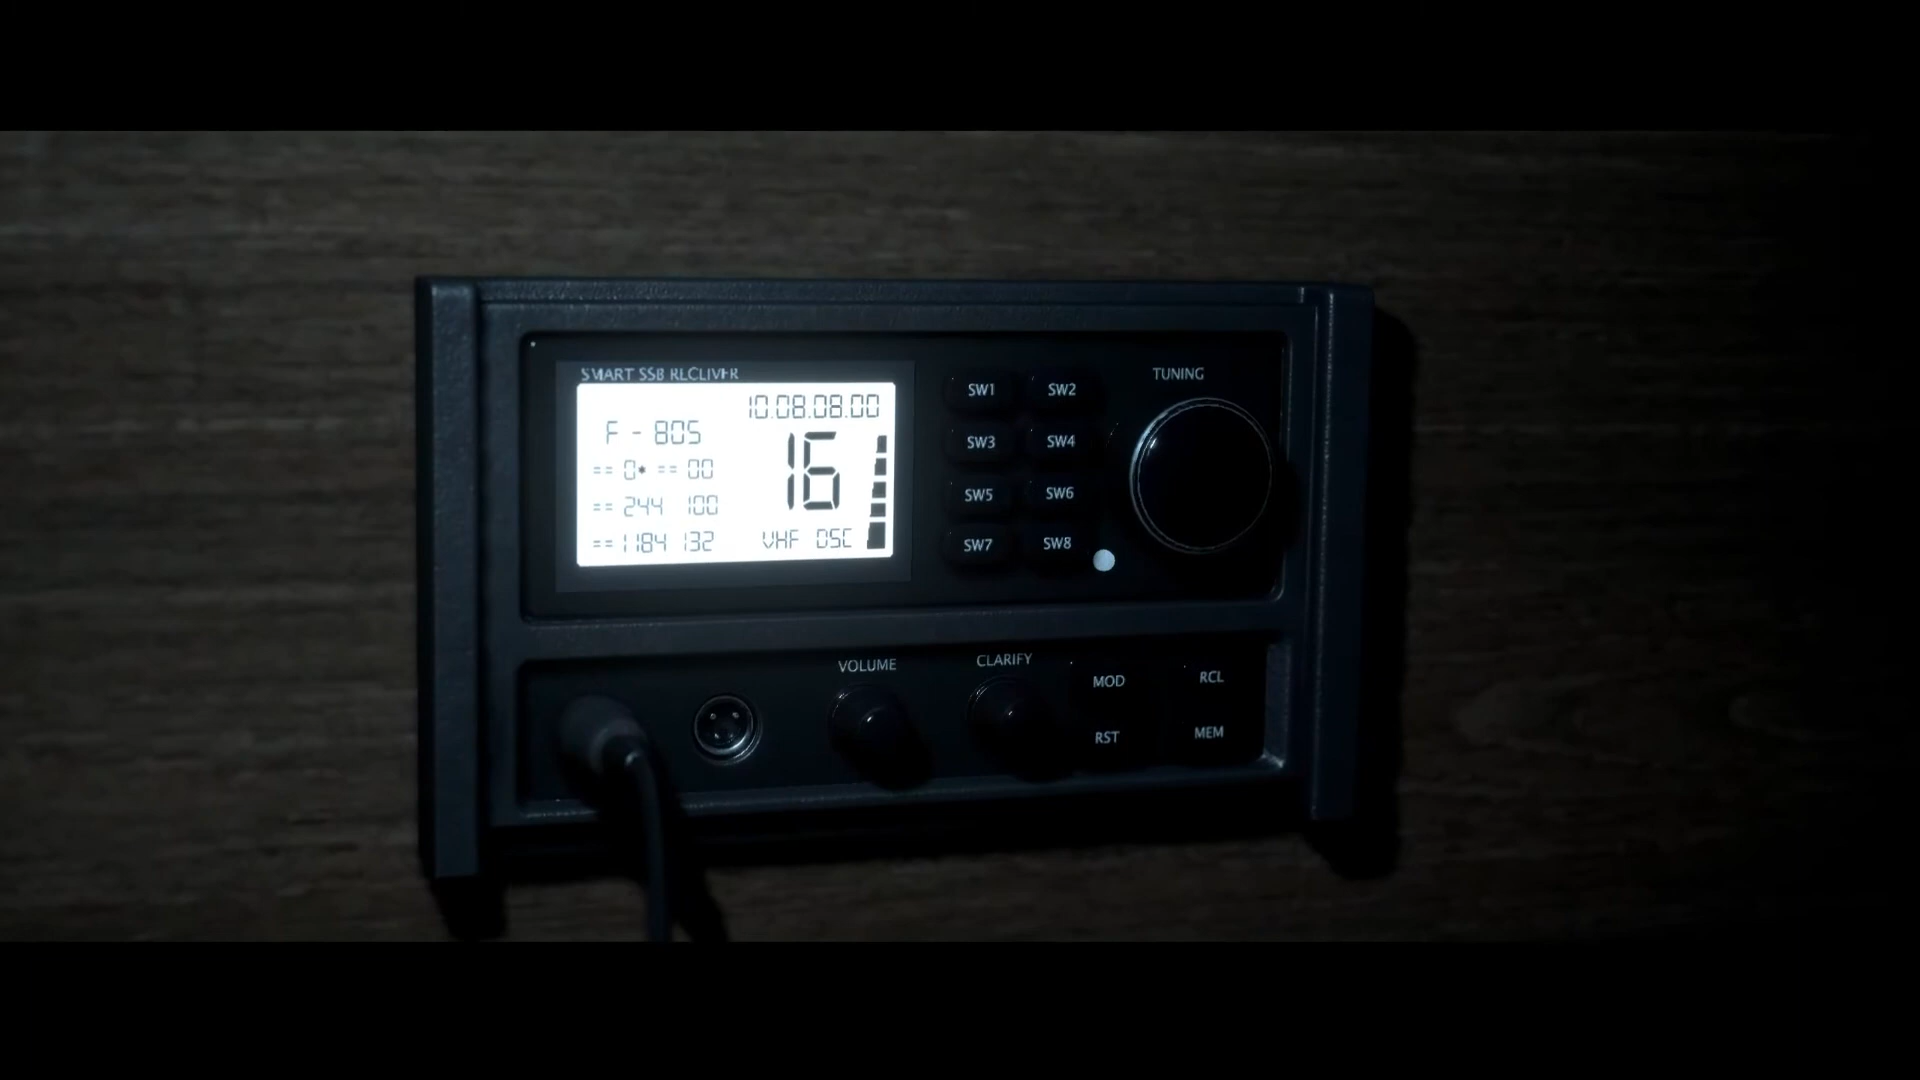 SMART SSB RECEIVER
10.08.08.00
F - 805
16
== 0* == 00
== 244 100
== 1184 132
VHF DSC
SW1 SW2
SW3 SW4
SW5 SW6
SW7 SW8
TUNING
VOLUME
CLARIFY
MOD
RCL
RST
MEM